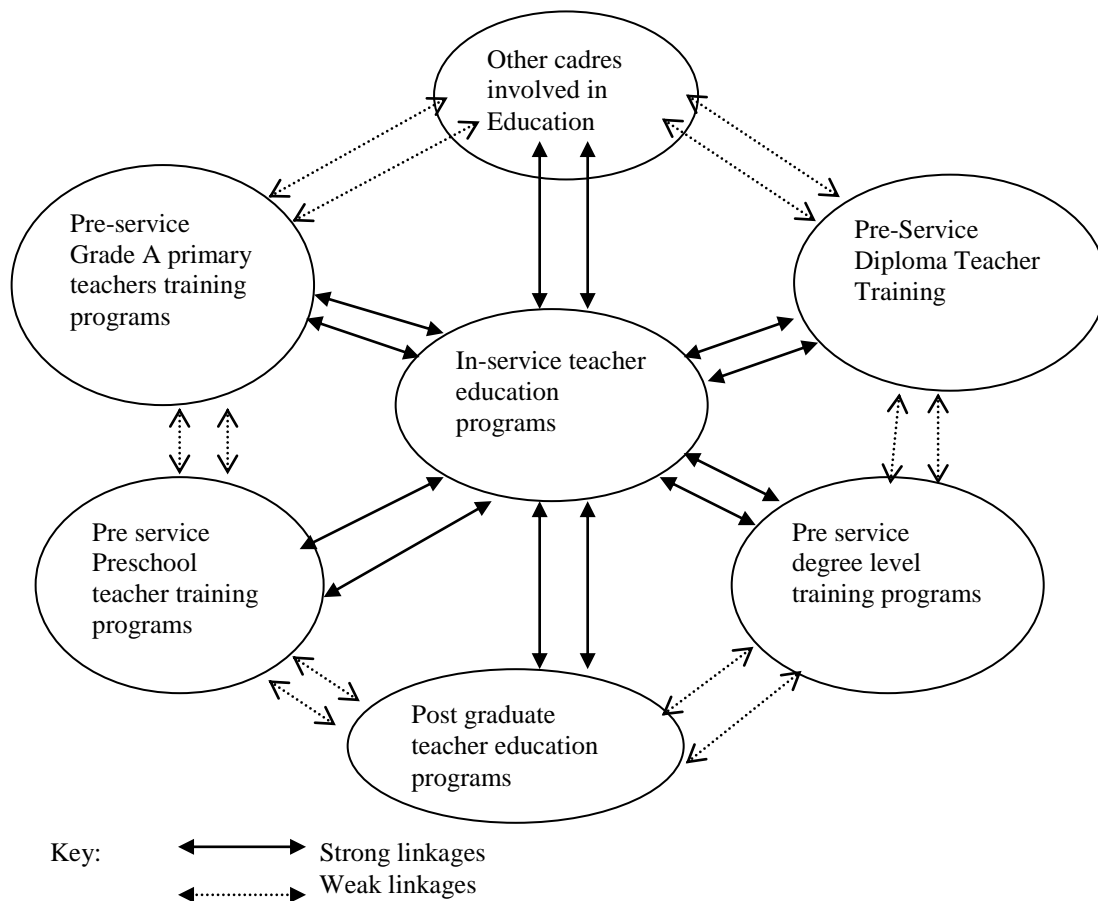 Other cadres
involved in
Education
Pre-service
Grade A primary
teachers training
programs
Pre-Service
Diploma Teacher
Training
In-service teacher
education
programs
Pre service
Preschool
teacher training
programs
Pre service
degree level
training programs
Post graduate
teacher education
programs
Key:
Strong linkages
Weak linkages